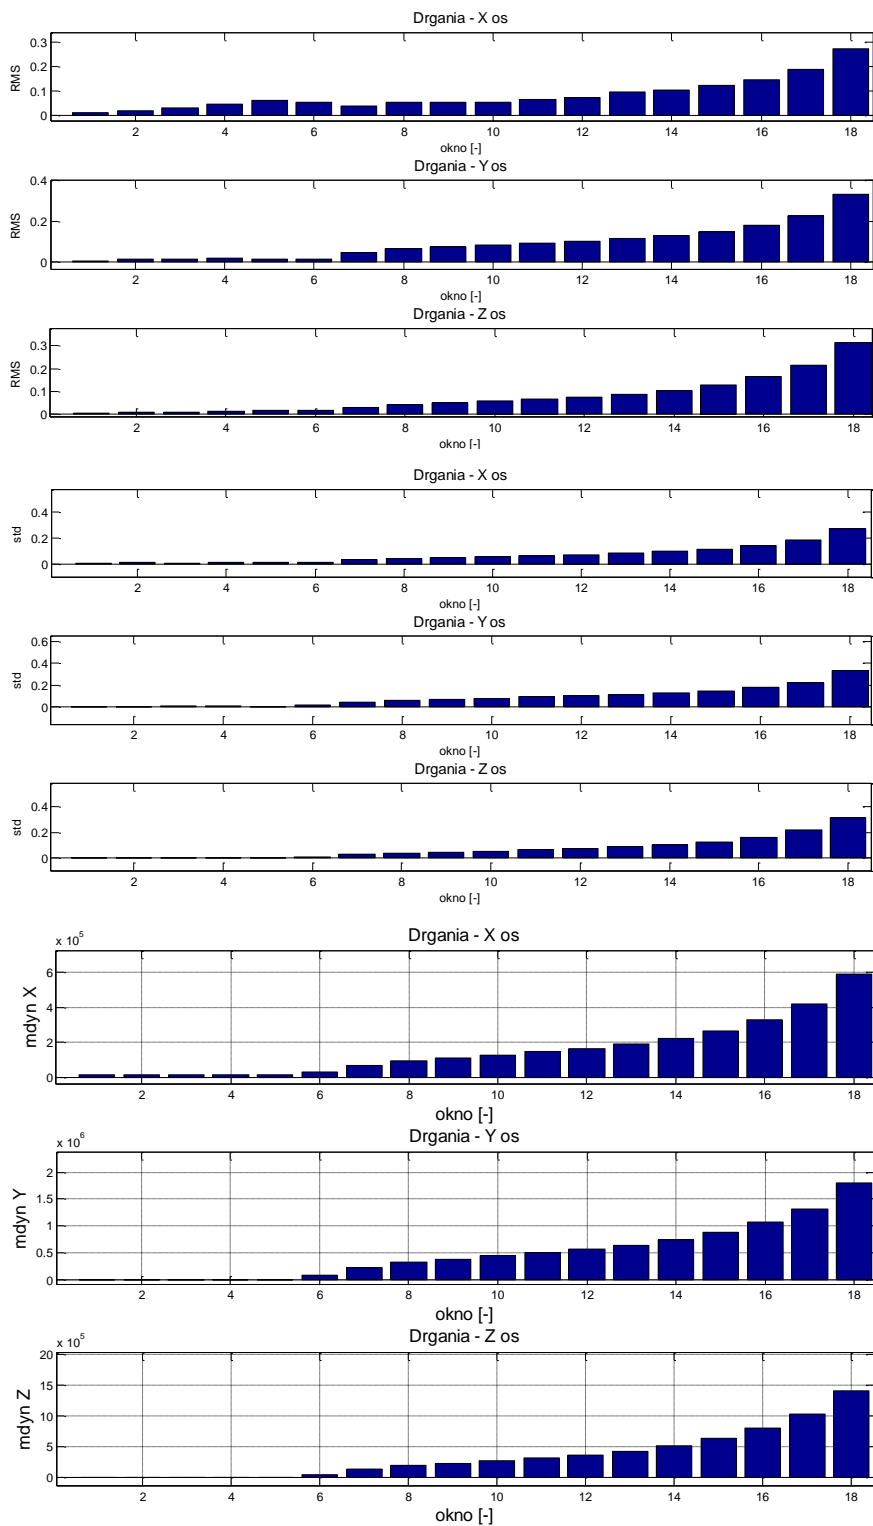 Drgania - X os
0.3
0.2
0.1
0
RMS
2 4 6 8 10 12 14 16 18
okno [-]
Drgania - Y os
0.4
0.2
0
RMS
2 4 6 8 10 12 14 16 18
okno [-]
Drgania - Z os
0.3
0.2
0.1
0
RMS
2 4 6 8 10 12 14 16 18
okno [-]
Drgania - X os
0.4
0.2
0
std
2 4 6 8 10 12 14 16 18
okno [-]
Drgania - Y os
0.6
0.4
0.2
0
std
2 4 6 8 10 12 14 16 18
okno [-]
Drgania - Z os
0.4
0.2
0
std
2 4 6 8 10 12 14 16 18
okno [-]
Drgania - X os
x 10^5
6
4
2
0
mdyn X
2 4 6 8 10 12 14 16 18
okno [-]
Drgania - Y os
x 10^6
2
1.5
1
0.5
0
mdyn Y
2 4 6 8 10 12 14 16 18
okno [-]
Drgania - Z os
x 10^5
20
15
10
5
0
mdyn Z
2 4 6 8 10 12 14 16 18
okno [-]